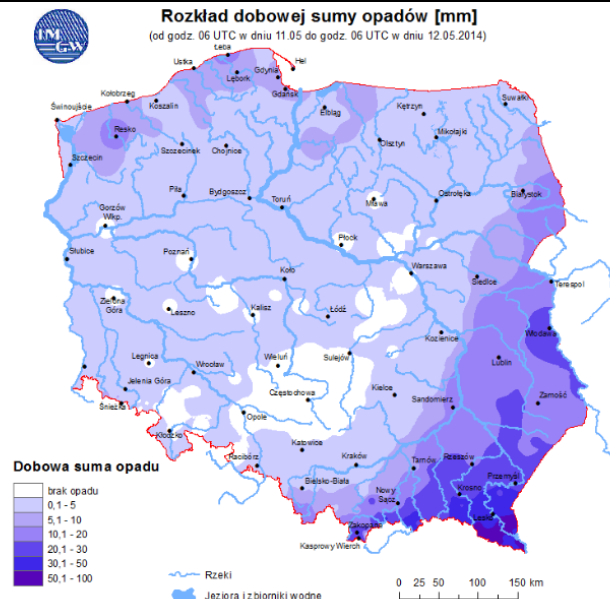 Rozkład dobowej sumy opadów [mm]
(od godz. 06 UTC w dniu 11.05 do godz. 06 UTC w dniu 12.05.2014)
IM
GW
Łeba
Hel
Ustka
Gdynia
Lębork
Gdańsk
Kołobrzeg
Koszalin
Świnoujście
Elbląg
Kętrzyn
Suwałki
Resko
Mikołajki
Olsztyn
Szczecinek
Chojnice
Szczecin
Piła
Bydgoszcz
Toruń
Mława
Ostrołęka
Białystok
Gorzów
Wlkp.
Płock
Słubice
Poznań
Koło
Warszawa
Siedlce
Terespol
Zielona
Góra
Leszno
Kalisz
Łódź
Kozienice
Włodawa
Legnica
Wrocław
Wieluń
Sulejów
Lublin
Jelenia Góra
Częstochowa
Kielce
Sandomierz
Zamość
Śnieżka
Opole
Kłodzko
Katowice
Racibórz
Kraków
Tarnów
Rzeszów
Przemyśl
Bielsko-Biała
Nowy
Sącz
Krosno
Lesko
Zakopane
Kasprowy Wierch
Dobowa suma opadu
brak opadu
0,1 - 5
5,1 - 10
10,1 - 20
20,1 - 30
30,1 - 50
50,1 - 100
Rzeki
Jeziora i zbiorniki wodne
0 25 50 100 150 km